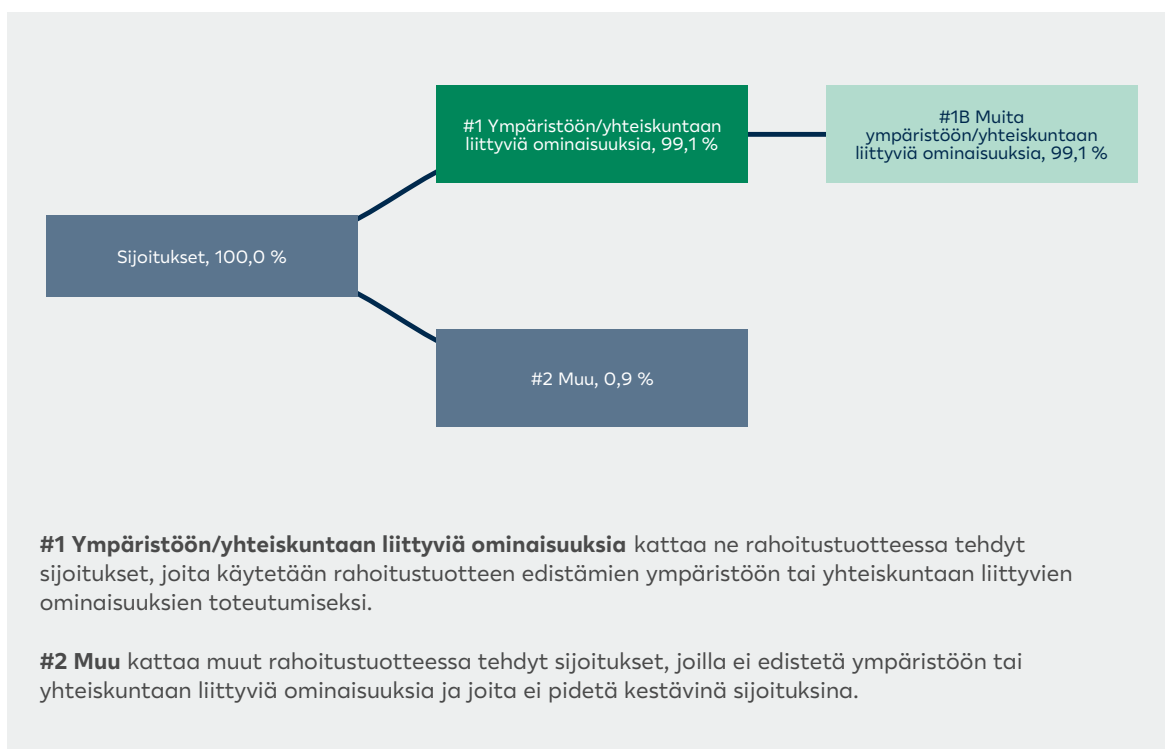 #1 Ympäristöön/yhteiskuntaan
liittyviä ominaisuuksia, 99,1 %
#1B Muita
ympäristöön/yhteiskuntaan
liittyviä ominaisuuksia, 99,1 %
Sijoitukset, 100,0 %
#2 Muu, 0,9 %
#1 Ympäristöön/yhteiskuntaan liittyviä ominaisuuksia kattaa ne rahoitustuotteessa tehdyt
sijoitukset, joita käytetään rahoitustuotteen edistämien ympäristöön tai yhteiskuntaan liittyvien
ominaisuuksien toteutumiseksi.
#2 Muu kattaa muut rahoitustuotteessa tehdyt sijoitukset, joilla ei edistetä ympäristöön tai
yhteiskuntaan liittyviä ominaisuuksia ja joita ei pidetä kestävinä sijoituksina.